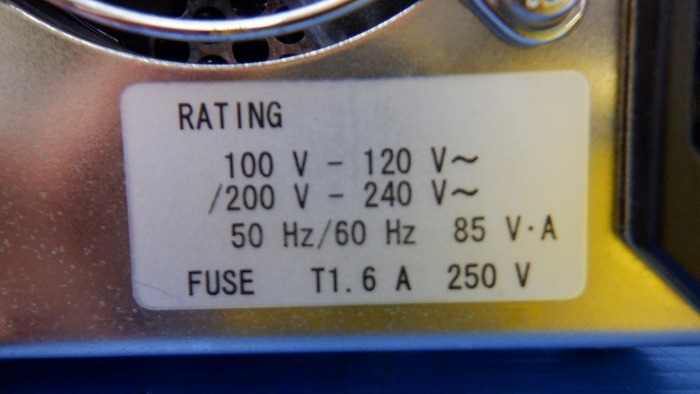 RATING
100 V - 120 V~
/200 V - 240 V~
50 Hz/60 Hz 85 V·A
FUSE T1.6 A 250 V